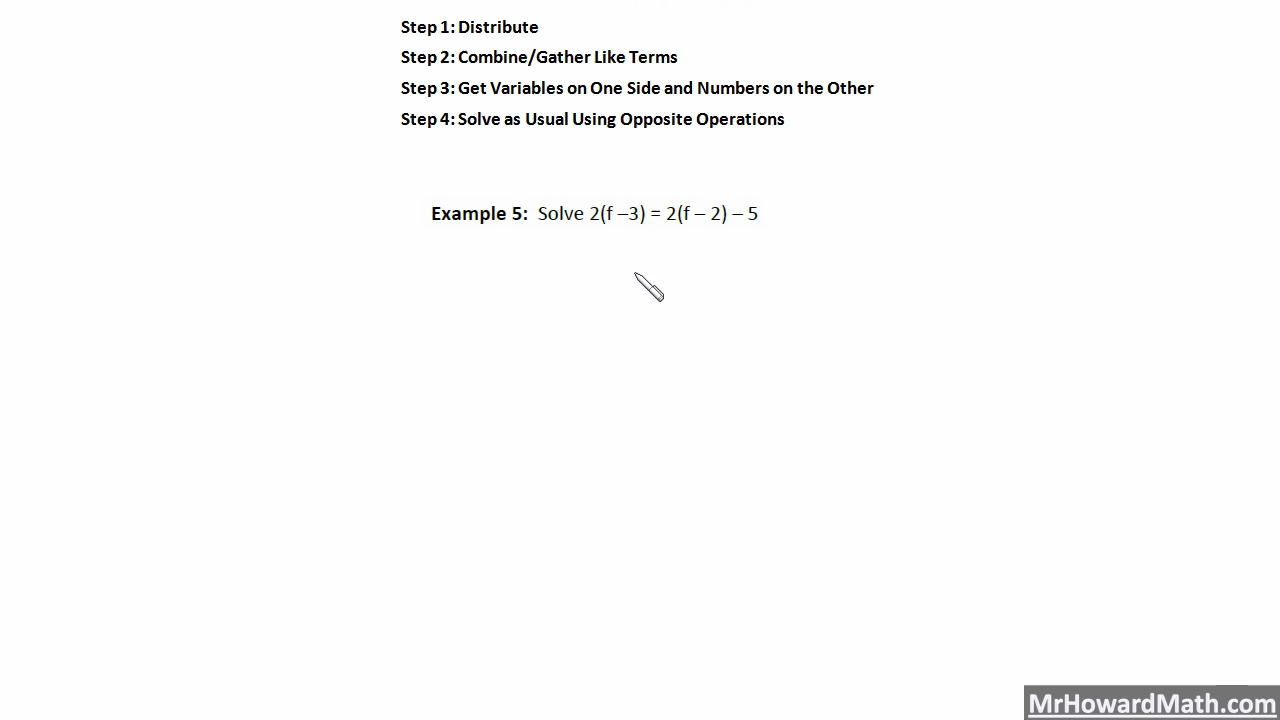 Step 1: Distribute
Step 2: Combine/Gather Like Terms
Step 3: Get Variables on One Side and Numbers on the Other
Step 4: Solve as Usual Using Opposite Operations
Example 5: Solve 2(f –3) = 2(f – 2) – 5
MrHowardMath.com